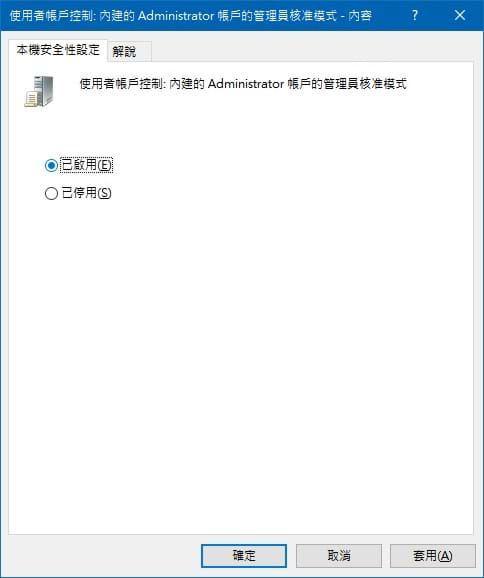 使用者帳戶控制: 內建的 Administrator 帳戶的管理員核准模式 - 內容
本機安全性設定 解說
使用者帳戶控制: 內建的 Administrator 帳戶的管理員核准模式
已啟用(E)
已停用(S)
確定 取消 套用(A)